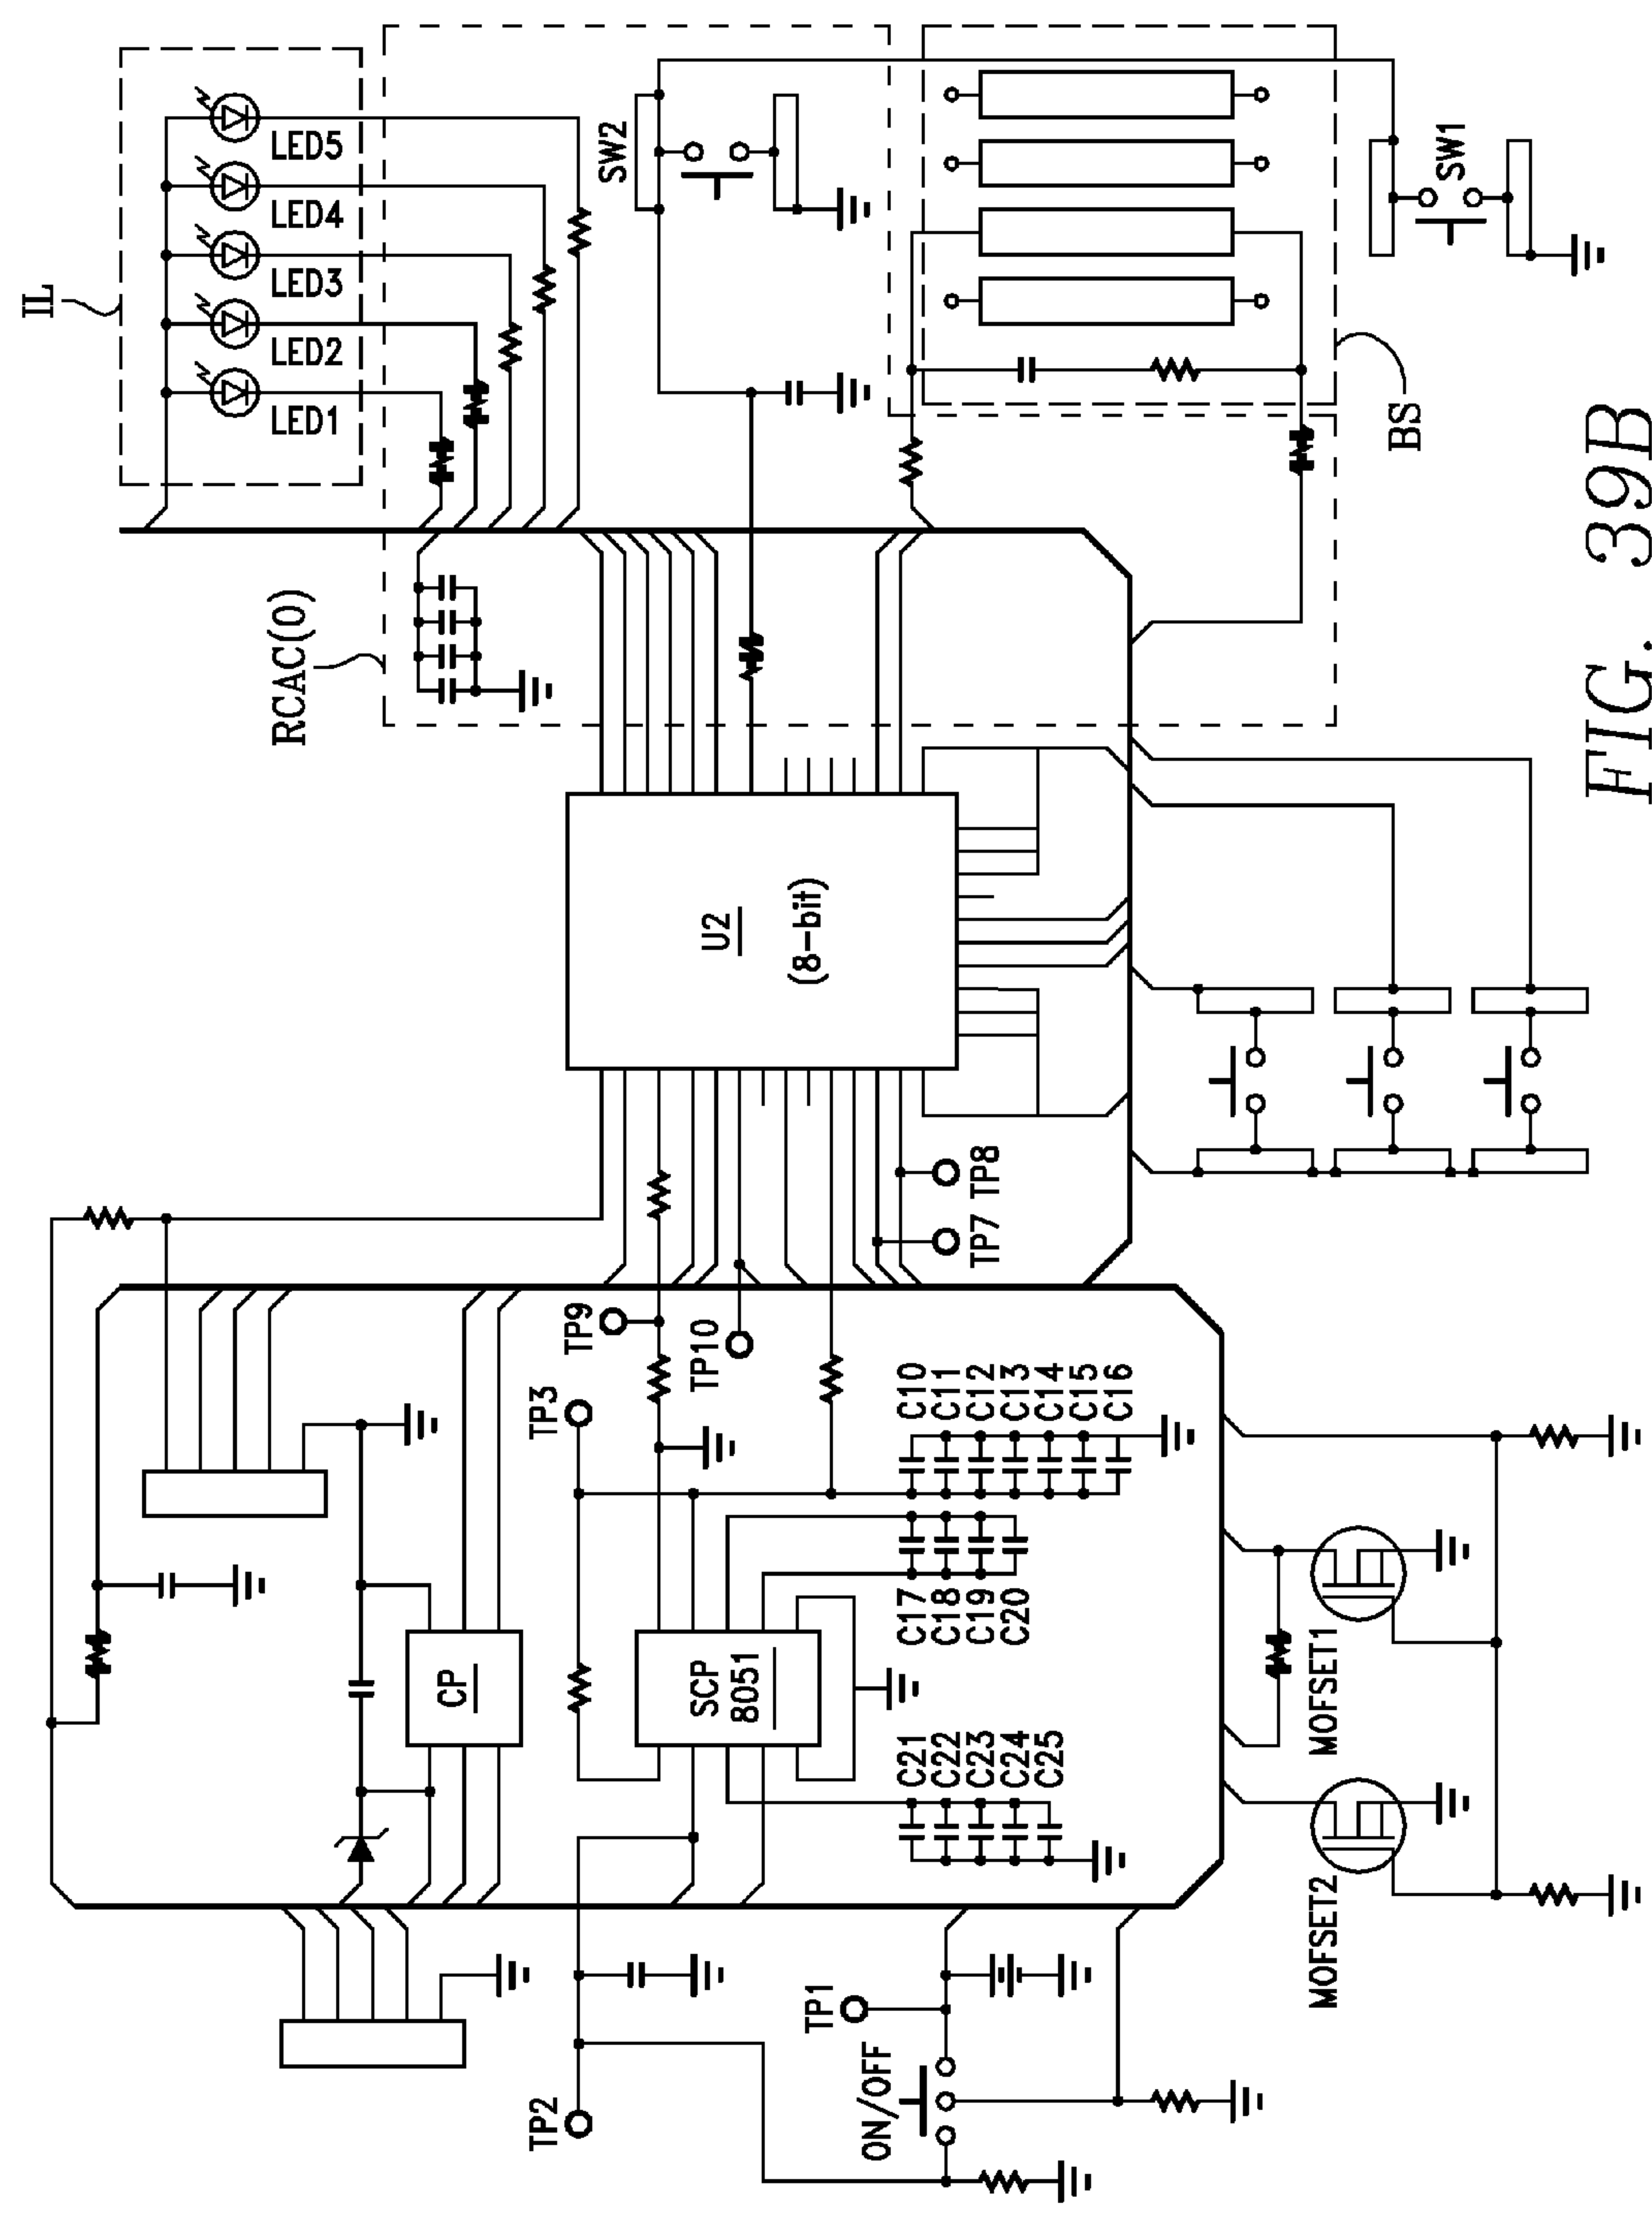 IL
LED1
LED2
LED3
LED4
LED5
RCAC(0)
SW2
SW1
BS
U2
(8-bit)
TP8
TP7
TP9
TP10
TP3
C10
C11
C12
C13
C14
C15
C16
C17
C18
C19
C20
CP
SCP
8051
C21
C22
C23
C24
C25
MOFSET1
MOFSET2
TP2
TP1
ON/OFF
FIG. 39B